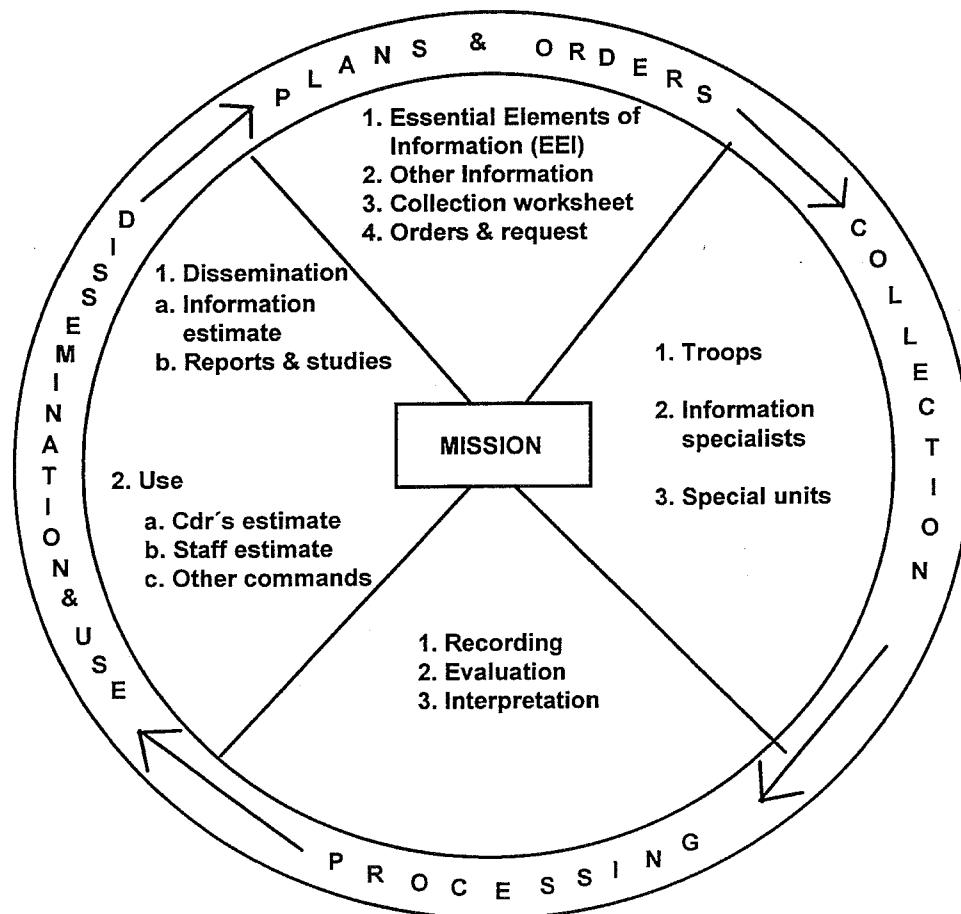 PLANS & ORDERS
1. Essential Elements of
Information (EEI)
2. Other Information
3. Collection worksheet
4. Orders & request
COLLECTION
1. Troops
2. Information
specialists
3. Special units
PROCESSING
1. Recording
2. Evaluation
3. Interpretation
DISSEMINATION & USE
1. Dissemination
a. Information
estimate
b. Reports & studies
2. Use
a. Cdr´s estimate
b. Staff estimate
c. Other commands
MISSION